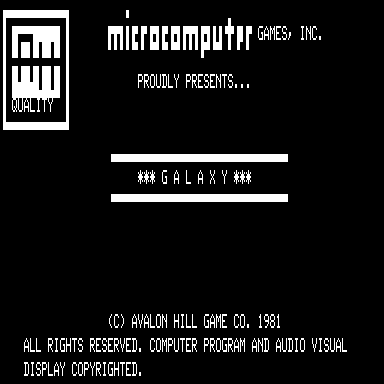 microcomputer GAMES, INC.
QUALITY
PROUDLY PRESENTS...
*** G A L A X Y ***
(C) AVALON HILL GAME CO. 1981
ALL RIGHTS RESERVED. COMPUTER PROGRAM AND AUDIO VISUAL
DISPLAY COPYRIGHTED.